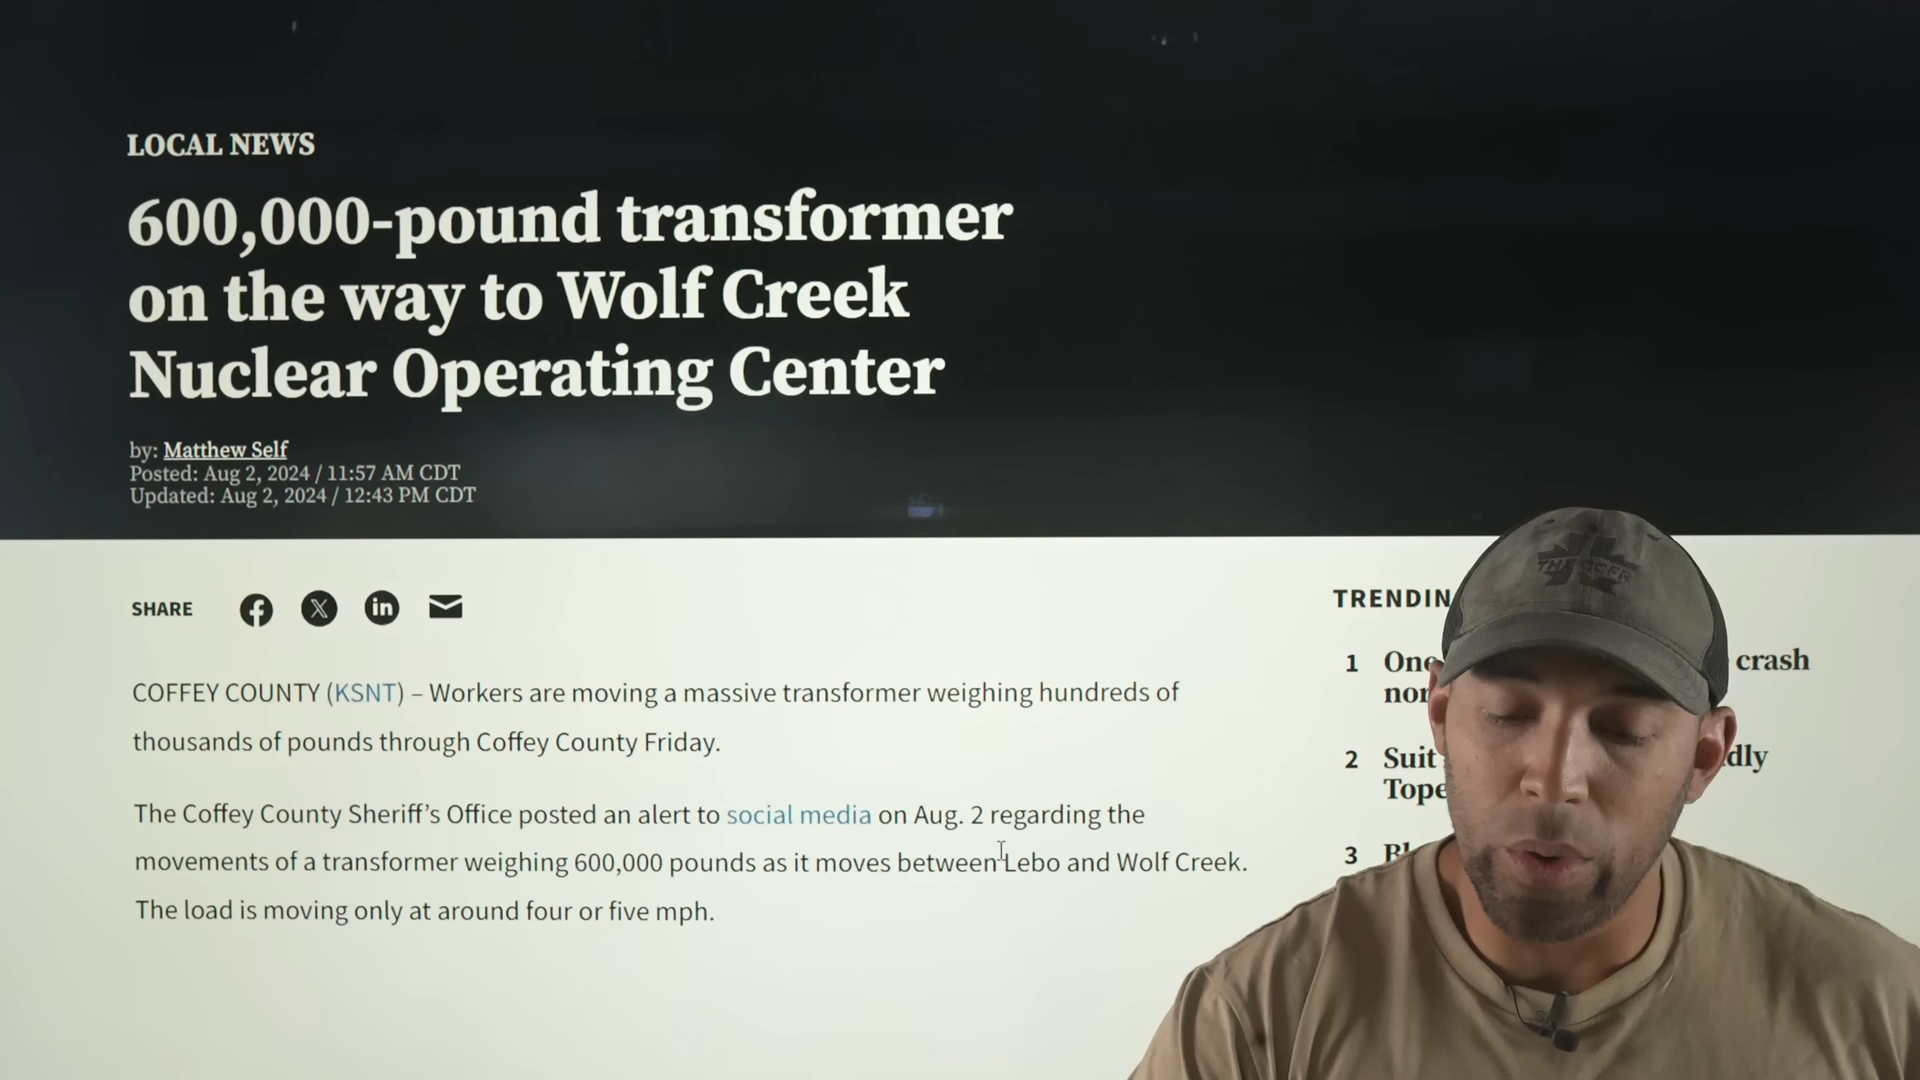 LOCAL NEWS
600,000-pound transformer
on the way to Wolf Creek
Nuclear Operating Center
by: Matthew Self
Posted: Aug 2, 2024 / 11:57 AM CDT
Updated: Aug 2, 2024 / 12:43 PM CDT
SHARE
COFFEY COUNTY (KSNT) – Workers are moving a massive transformer weighing hundreds of
thousands of pounds through Coffey County Friday.
The Coffey County Sheriff’s Office posted an alert to social media on Aug. 2 regarding the
movements of a transformer weighing 600,000 pounds as it moves between Lebo and Wolf Creek.
The load is moving only at around four or five mph.
TRENDIN
1 One crash
nor
2 Suit dly
Tope
3